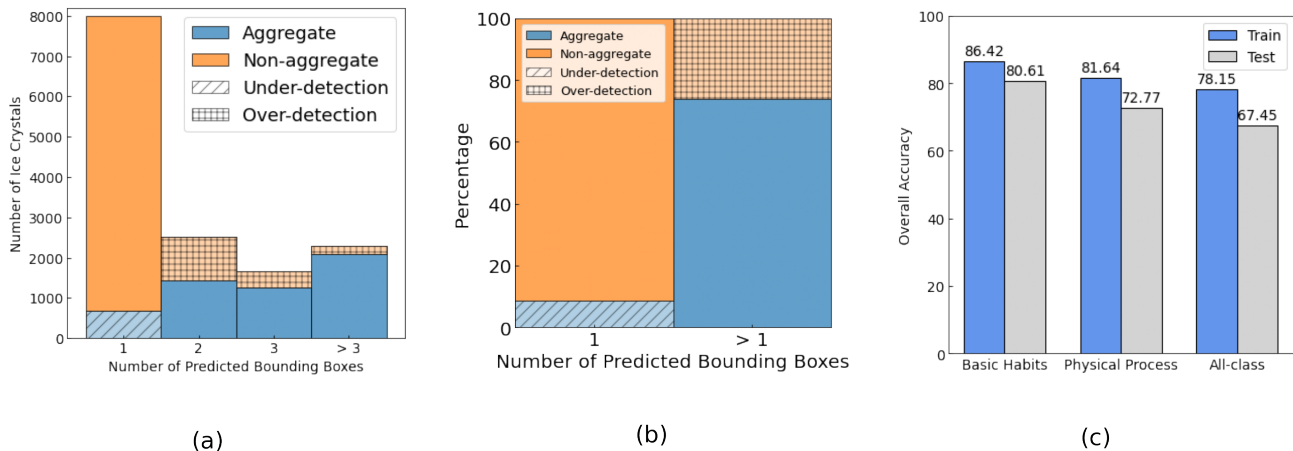 8000
7000
6000
5000
4000
3000
2000
1000
0
Number of Ice Crystals
Aggregate
Non-aggregate
Under-detection
Over-detection
1 2 3 > 3
Number of Predicted Bounding Boxes
(a)
100
80
60
40
20
0
Percentage
Aggregate
Non-aggregate
Under-detection
Over-detection
1 > 1
Number of Predicted Bounding Boxes
(b)
100
80
60
40
20
0
Overall Accuracy
Train
Test
86.42
80.61
81.64
72.77
78.15
67.45
Basic Habits Physical Process All-class
(c)